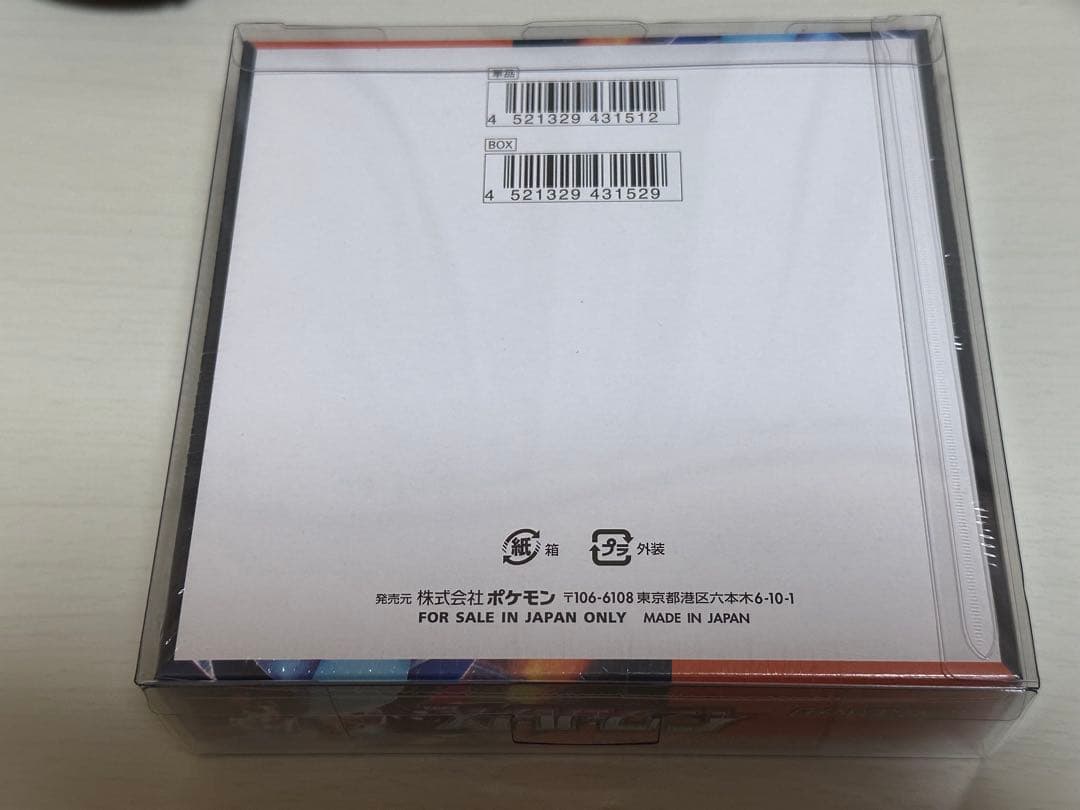 単品
4 521329 431512
BOX
4 521329 431529
紙 箱 プラ 外装
発売元 株式会社 ポケモン 〒106-6108 東京都港区六本木6-10-1
FOR SALE IN JAPAN ONLY MADE IN JAPAN